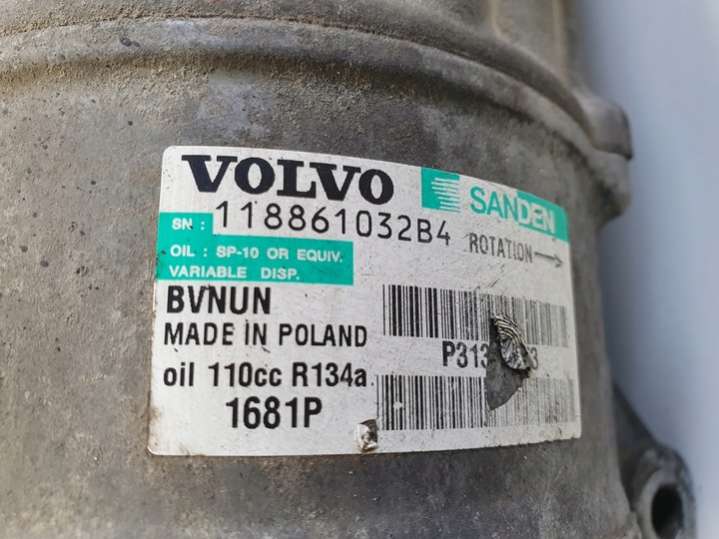 VOLVO
SANDEN
SN : 118861032B4
ROTATION
OIL : SP-10 OR EQUIV.
VARIABLE DISP.
BVNUN
MADE IN POLAND
oil 110cc R134a
1681P